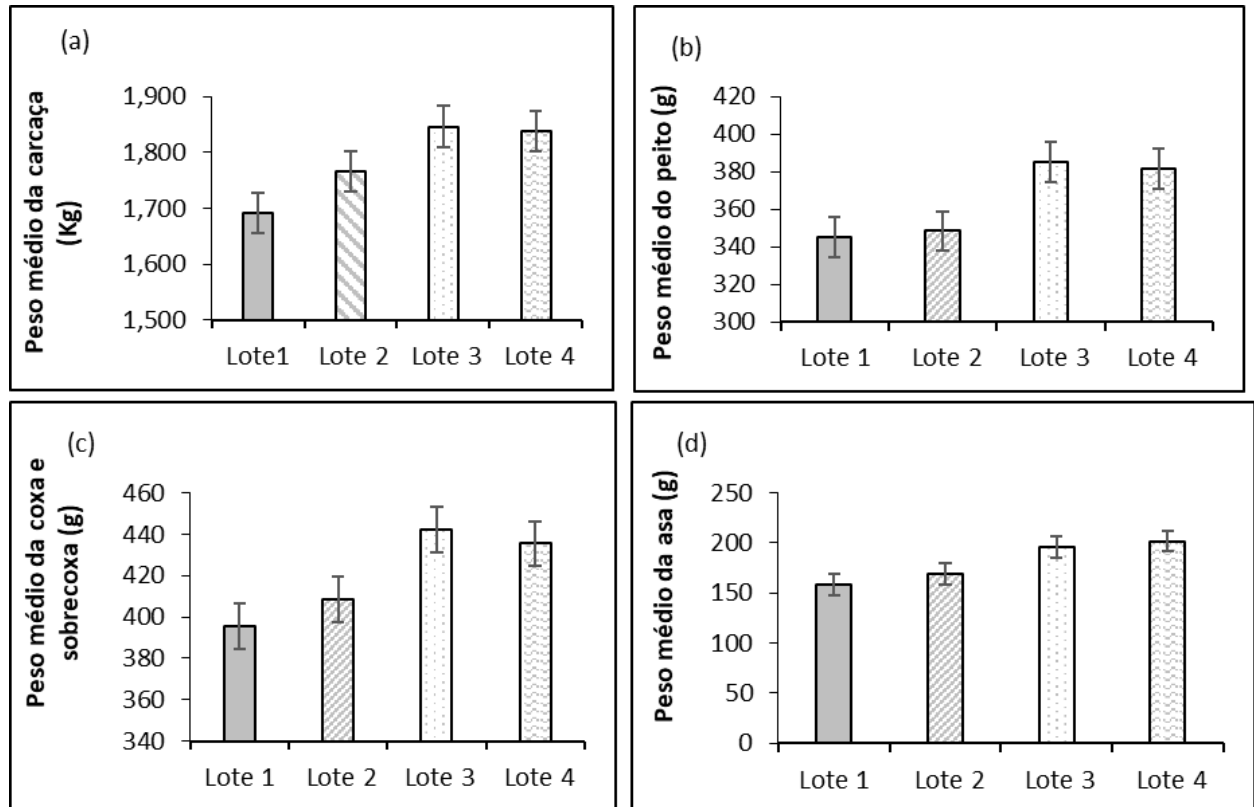 (a)
Peso médio da carcaça
(Kg)
1,900
1,800
1,700
1,600
1,500
Lote1 Lote 2 Lote 3 Lote 4
(b)
Peso médio do peito (g)
420
400
380
360
340
320
300
Lote 1 Lote 2 Lote 3 Lote 4
(c)
Peso médio da coxa e
sobrecoxa (g)
460
440
420
400
380
360
340
Lote 1 Lote 2 Lote 3 Lote 4
(d)
Peso médio da asa (g)
250
200
150
100
50
0
Lote 1 Lote 2 Lote 3 Lote 4